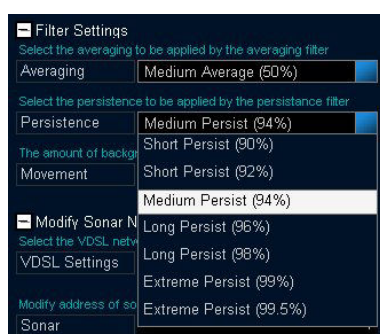 Filter Settings
Select the averaging to be applied by the averaging filter
Averaging Medium Average (50%)
Select the persistence to be applied by the persistance filter
Persistence Medium Persist (94%)
Short Persist (90%)
The amount of backgr
Movement Short Persist (92%)
Medium Persist (94%)
Modify Sonar N
Long Persist (96%)
Select the VDSL netw
VDSL Settings Long Persist (98%)
Extreme Persist (99%)
Modify address of so
Sonar Extreme Persist (99.5%)